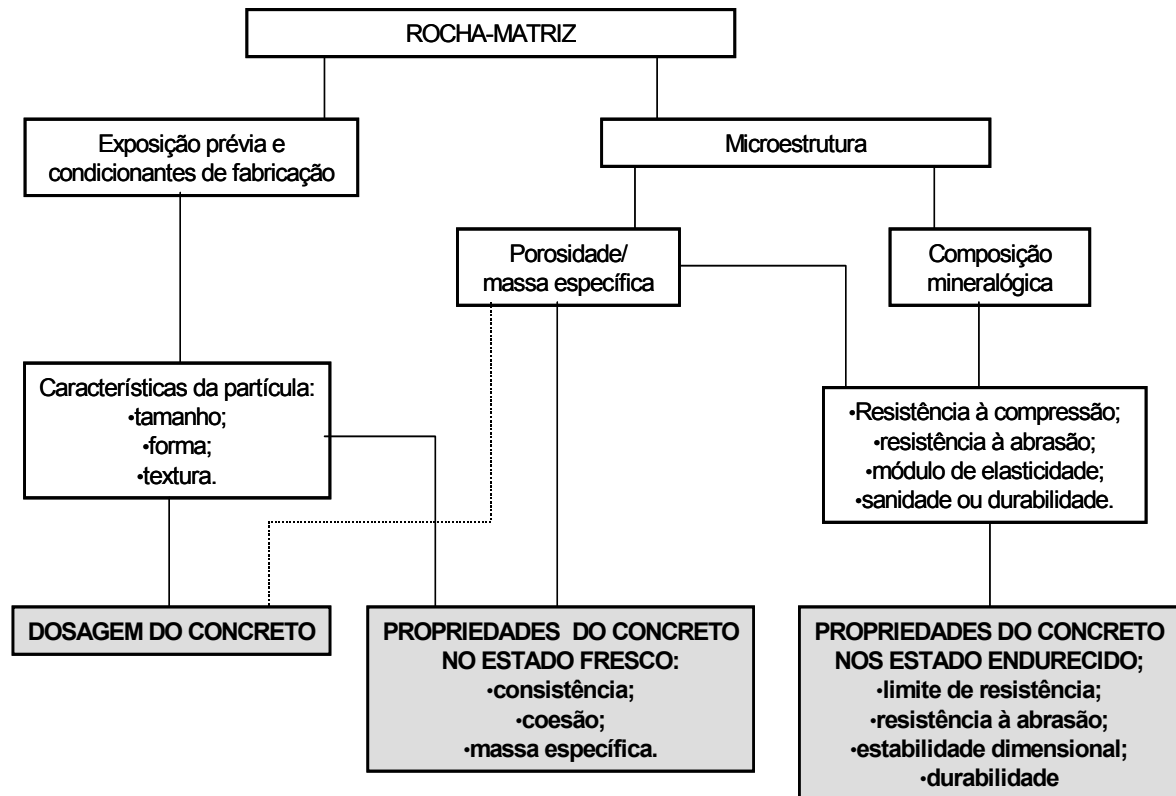 ROCHA-MATRIZ
Exposição prévia e
condicionantes de fabricação
Microestrutura
Porosidade/
massa específica
Composição
mineralógica
Características da partícula:
•tamanho;
•forma;
•textura.
•Resistência à compressão;
•resistência à abrasão;
•módulo de elasticidade;
•sanidade ou durabilidade.
DOSAGEM DO CONCRETO
PROPRIEDADES DO CONCRETO
NO ESTADO FRESCO:
•consistência;
•coesão;
•massa específica.
PROPRIEDADES DO CONCRETO
NOS ESTADO ENDURECIDO;
•limite de resistência;
•resistência à abrasão;
•estabilidade dimensional;
•durabilidade